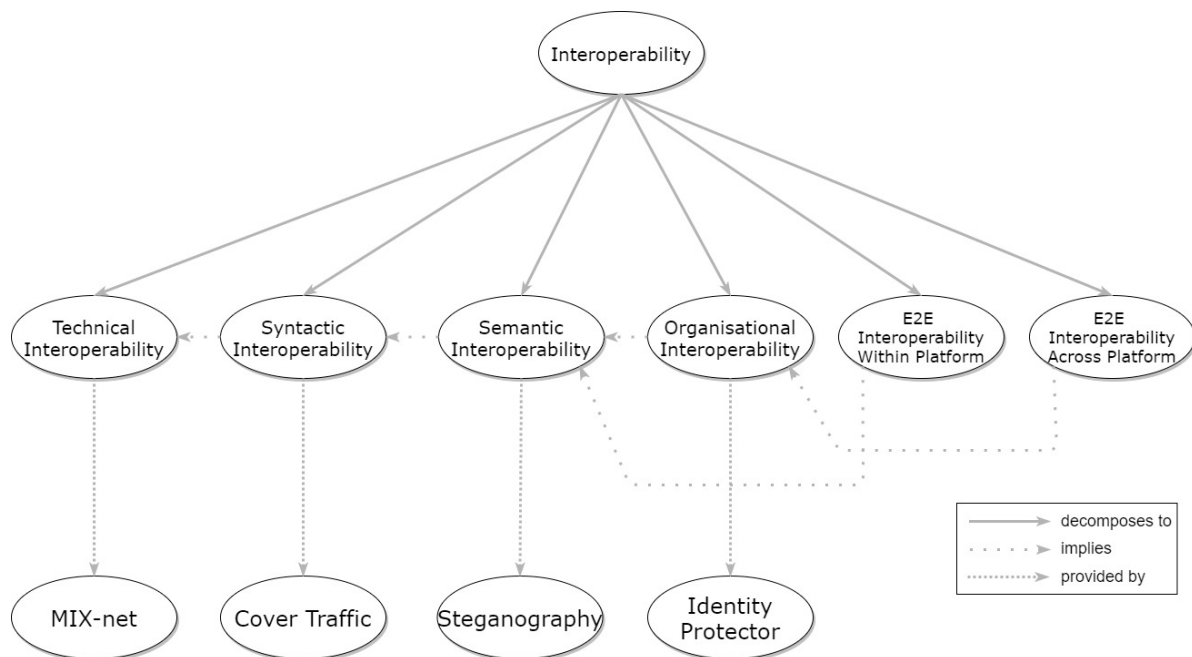 Interoperability
Technical
Interoperability
Syntactic
Interoperability
Semantic
Interoperability
Organisational
Interoperability
E2E
Interoperability
Within Platform
E2E
Interoperability
Across Platform
decomposes to
implies
provided by
MIX-net
Cover Traffic
Steganography
Identity
Protector